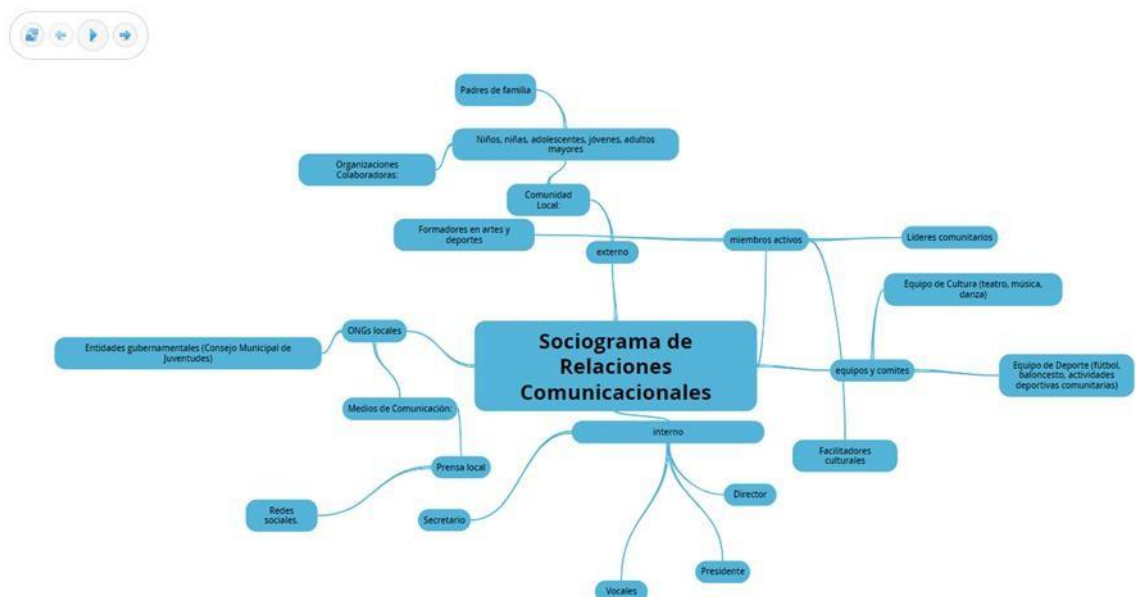 Padres de familia
Niños, niñas, adolescentes, jóvenes, adultos
mayores
Organizaciones
Colaboradoras:
Comunidad
Local:
Formadores en artes y
deportes
externo
miembros activos
Lideres comunitarios
Equipo de Cultura (teatro, música,
danza)
ONGs locales
Entidades gubernamentales (Consejo Municipal de
Juventudes)
Sociograma de
Relaciones
Comunicacionales
equipos y comites
Equipo de Deporte (fútbol,
baloncesto, actividades
deportivas comunitarias)
Medios de Comunicación:
interno
Facilitadores
culturales
Prensa local
Redes
sociales.
Secretario
Director
Presidente
Vocales